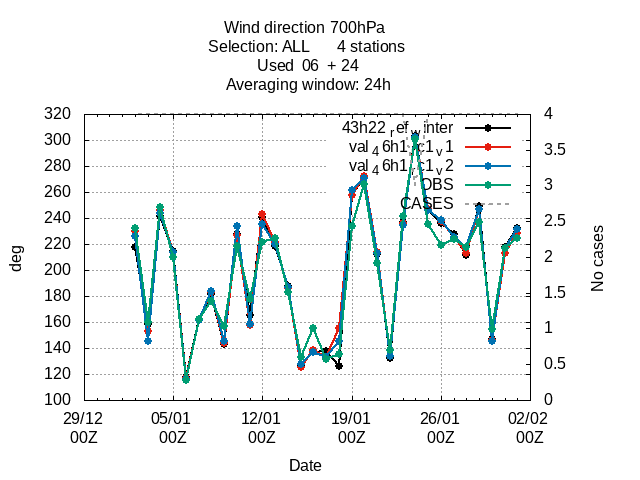 Wind direction 700hPa
Selection: ALL 4 stations
Used 06 + 24
Averaging window: 24h
320
300
280
260
240
220
200
180
160
140
120
100
deg
4
3.5
3
2.5
2
1.5
1
0.5
0
No cases
43h22_ref_winter
val_46h1_c1_v1
val_46h1_c1_v2
OBS
CASES
29/12 05/01 12/01 19/01 26/01 02/02
00Z 00Z 00Z 00Z 00Z 00Z
Date